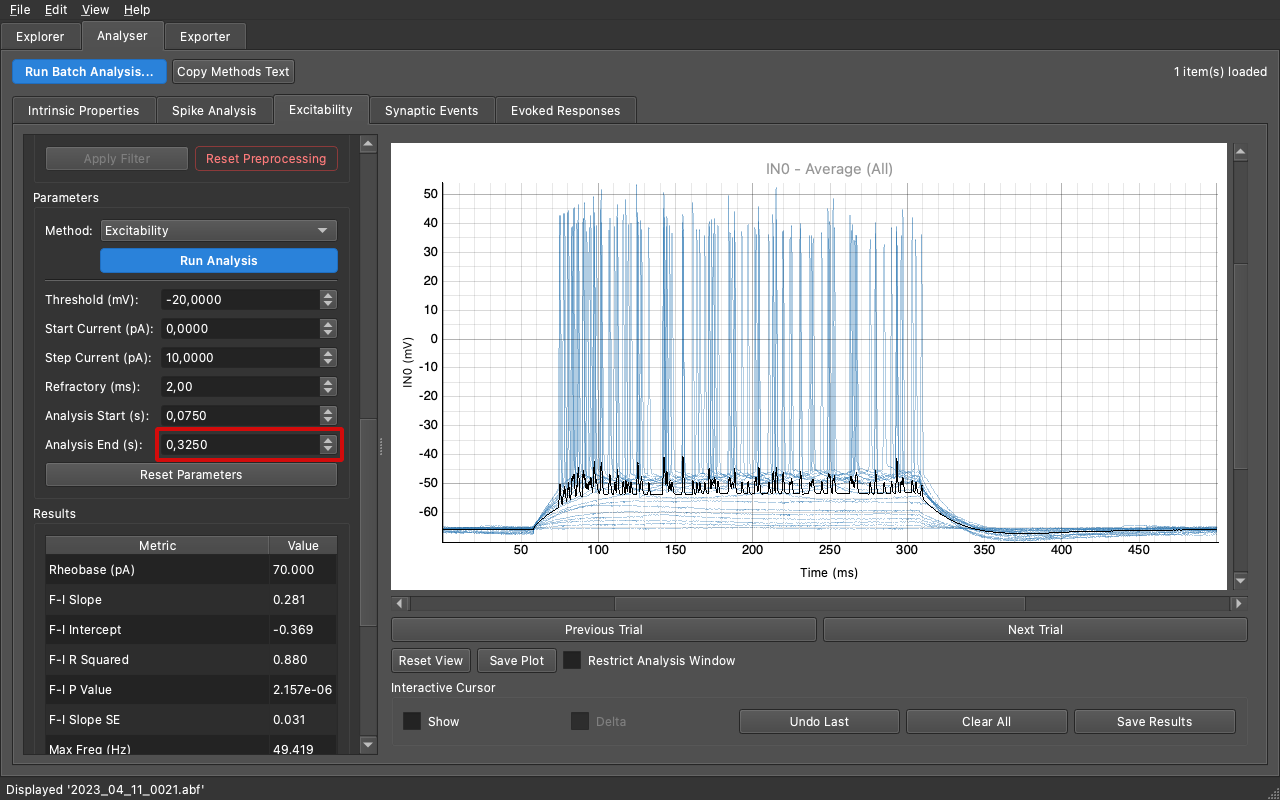 File Edit View Help
Explorer Analyser Exporter
Run Batch Analysis... Copy Methods Text 1 item(s) loaded
Intrinsic Properties Spike Analysis Excitability Synaptic Events Evoked Responses
Apply Filter Reset Preprocessing
Parameters
Method: Excitability
Run Analysis
Threshold (mV): -20,0000
Start Current (pA): 0,0000
Step Current (pA): 10,0000
Refractory (ms): 2,00
Analysis Start (s): 0,0750
Analysis End (s): 0,3250
Reset Parameters
Results
Metric Value
Rheobase (pA) 70.000
F-I Slope 0.281
F-I Intercept -0.369
F-I R Squared 0.880
F-I P Value 2.157e-06
F-I Slope SE 0.031
Max Freq (Hz) 49.419
IN0 - Average (All)
50
40
30
20
10
0
-10
-20
-30
-40
-50
-60
IN0 (mV)
50 100 150 200 250 300 350 400 450
Time (ms)
Previous Trial Next Trial
Reset View Save Plot Restrict Analysis Window
Interactive Cursor
Show Delta Undo Last Clear All Save Results
Displayed '2023_04_11_0021.abf'